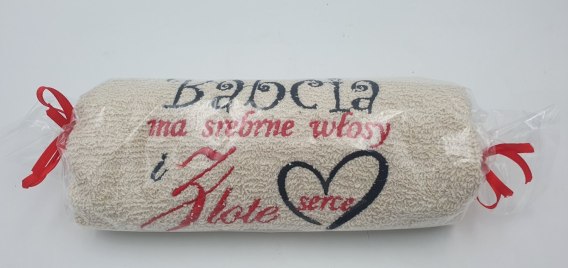 Babcia
ma srebrne włosy
i Złote serce